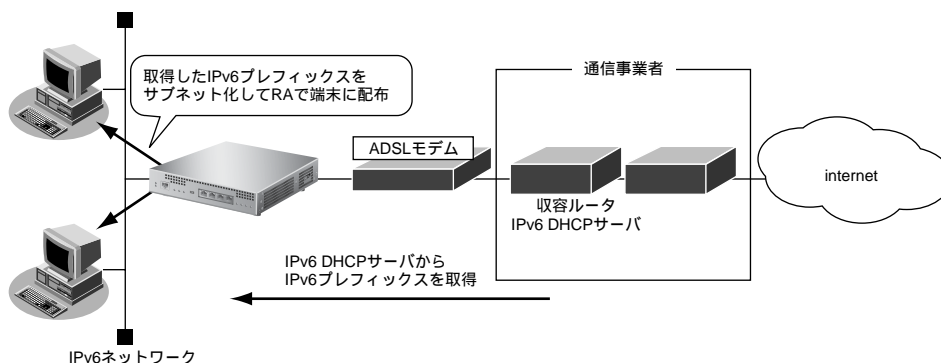 取得したIPv6プレフィックスを
サブネット化してRAで端末に配布
通信事業者
ADSLモデム
internet
収容ルータ
IPv6 DHCPサーバ
IPv6 DHCPサーバから
IPv6プレフィックスを取得
IPv6ネットワーク